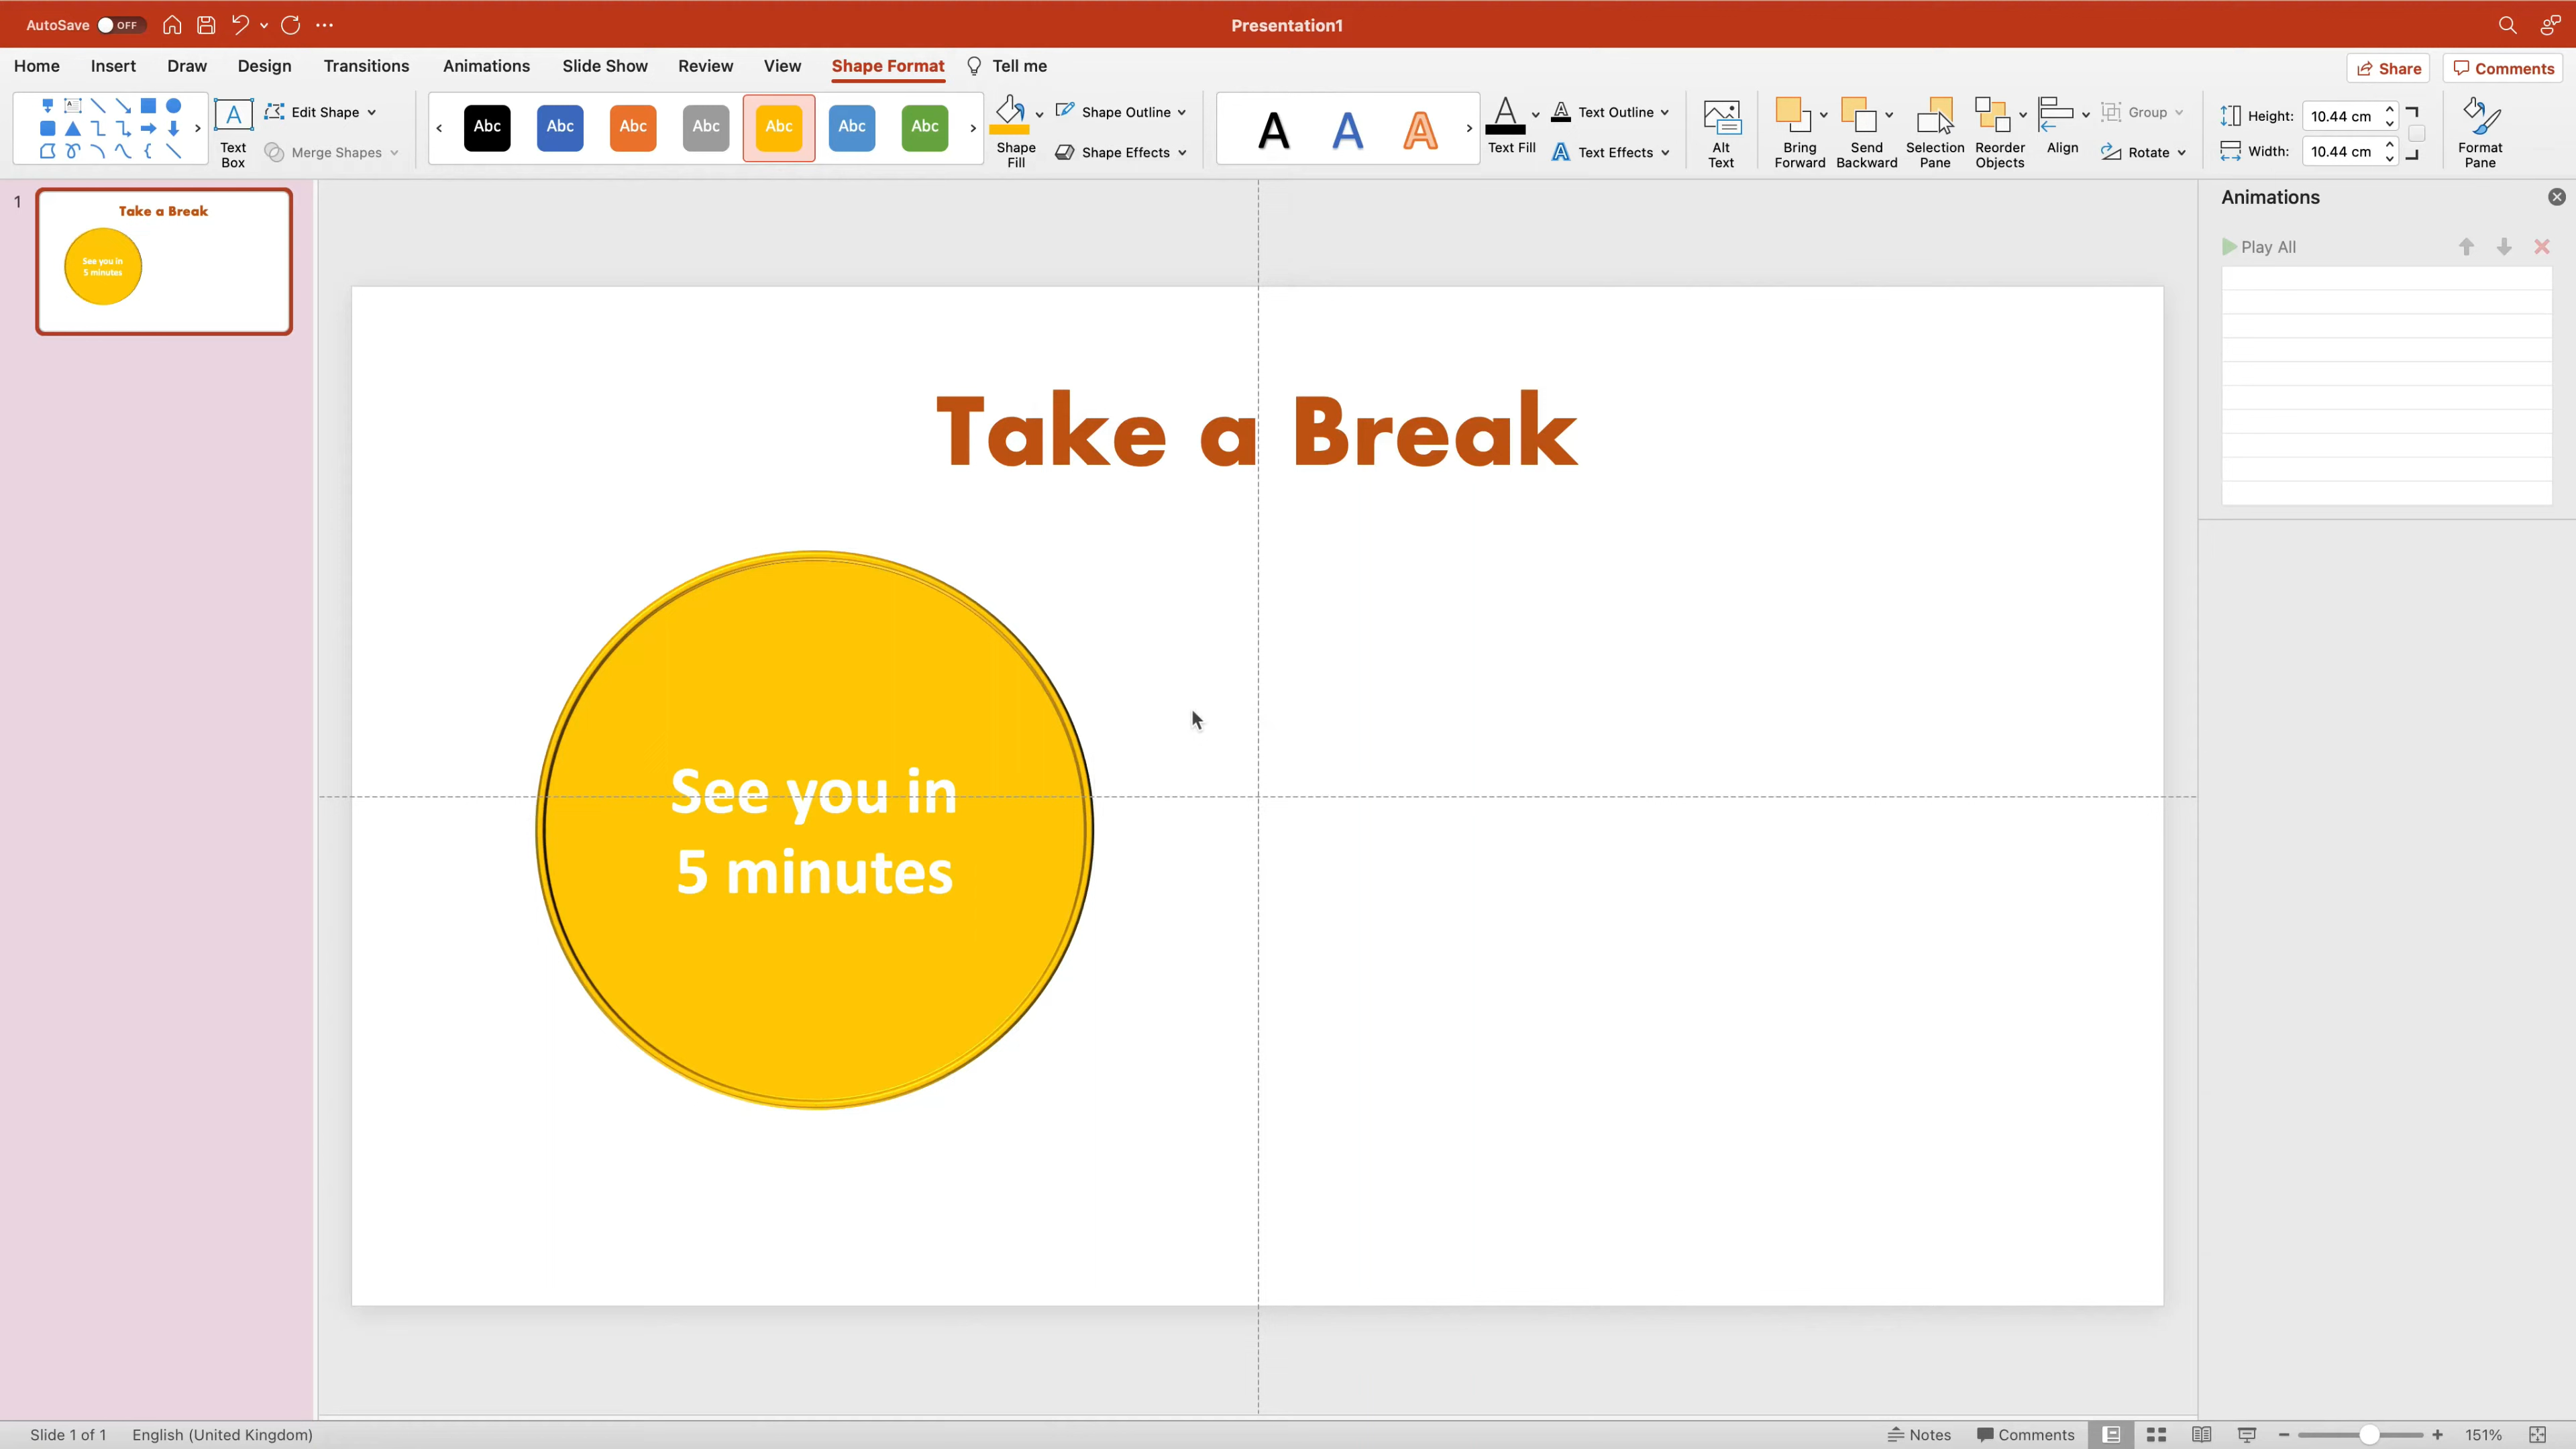 AutoSave OFF
Presentation1
Home Insert Draw Design Transitions Animations Slide Show Review View Shape Format Tell me
Share Comments
A
Text Box
Edit Shape
Merge Shapes
Abc Abc Abc Abc Abc Abc Abc
Shape Fill
Shape Outline
Shape Effects
A A A
Text Fill
Text Outline
Text Effects
Alt Text
Bring Forward
Send Backward
Selection Pane
Reorder Objects
Align
Group
Rotate
Height: 10.44 cm
Width: 10.44 cm
Format Pane
1
Take a Break
See you in
5 minutes
Take a Break
See you in
5 minutes
Animations
Play All
Slide 1 of 1 English (United Kingdom)
Notes Comments 151%